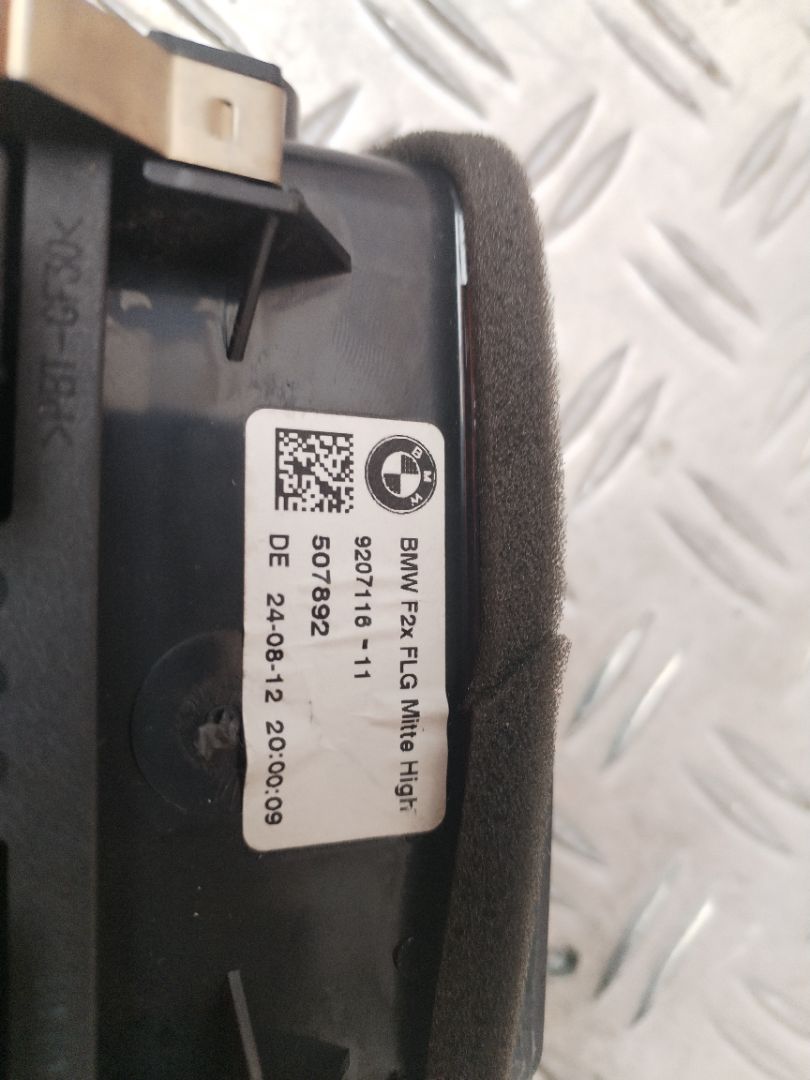 BMW
BMW F2x FLG Mitte High
9207116 -11
507892
DE 24-08-12 20:00:09